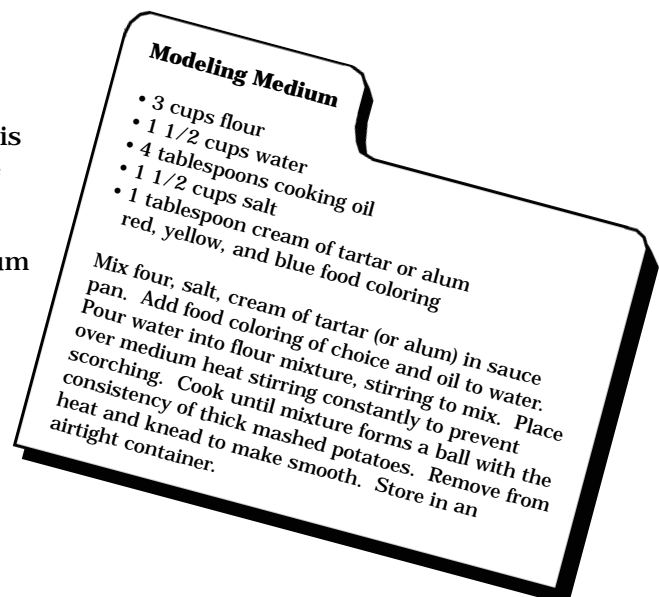 is
um
Modeling Medium
• 3 cups flour
• 1 1/2 cups water
• 4 tablespoons cooking oil
• 1 1/2 cups salt
• 1 tablespoon cream of tartar or alum
red, yellow, and blue food coloring
Mix four, salt, cream of tartar (or alum) in sauce
pan. Add food coloring of choice and oil to water.
Pour water into flour mixture, stirring to mix. Place
over medium heat stirring constantly to prevent
scorching. Cook until mixture forms a ball with the
consistency of thick mashed potatoes. Remove from
heat and knead to make smooth. Store in an
airtight container.